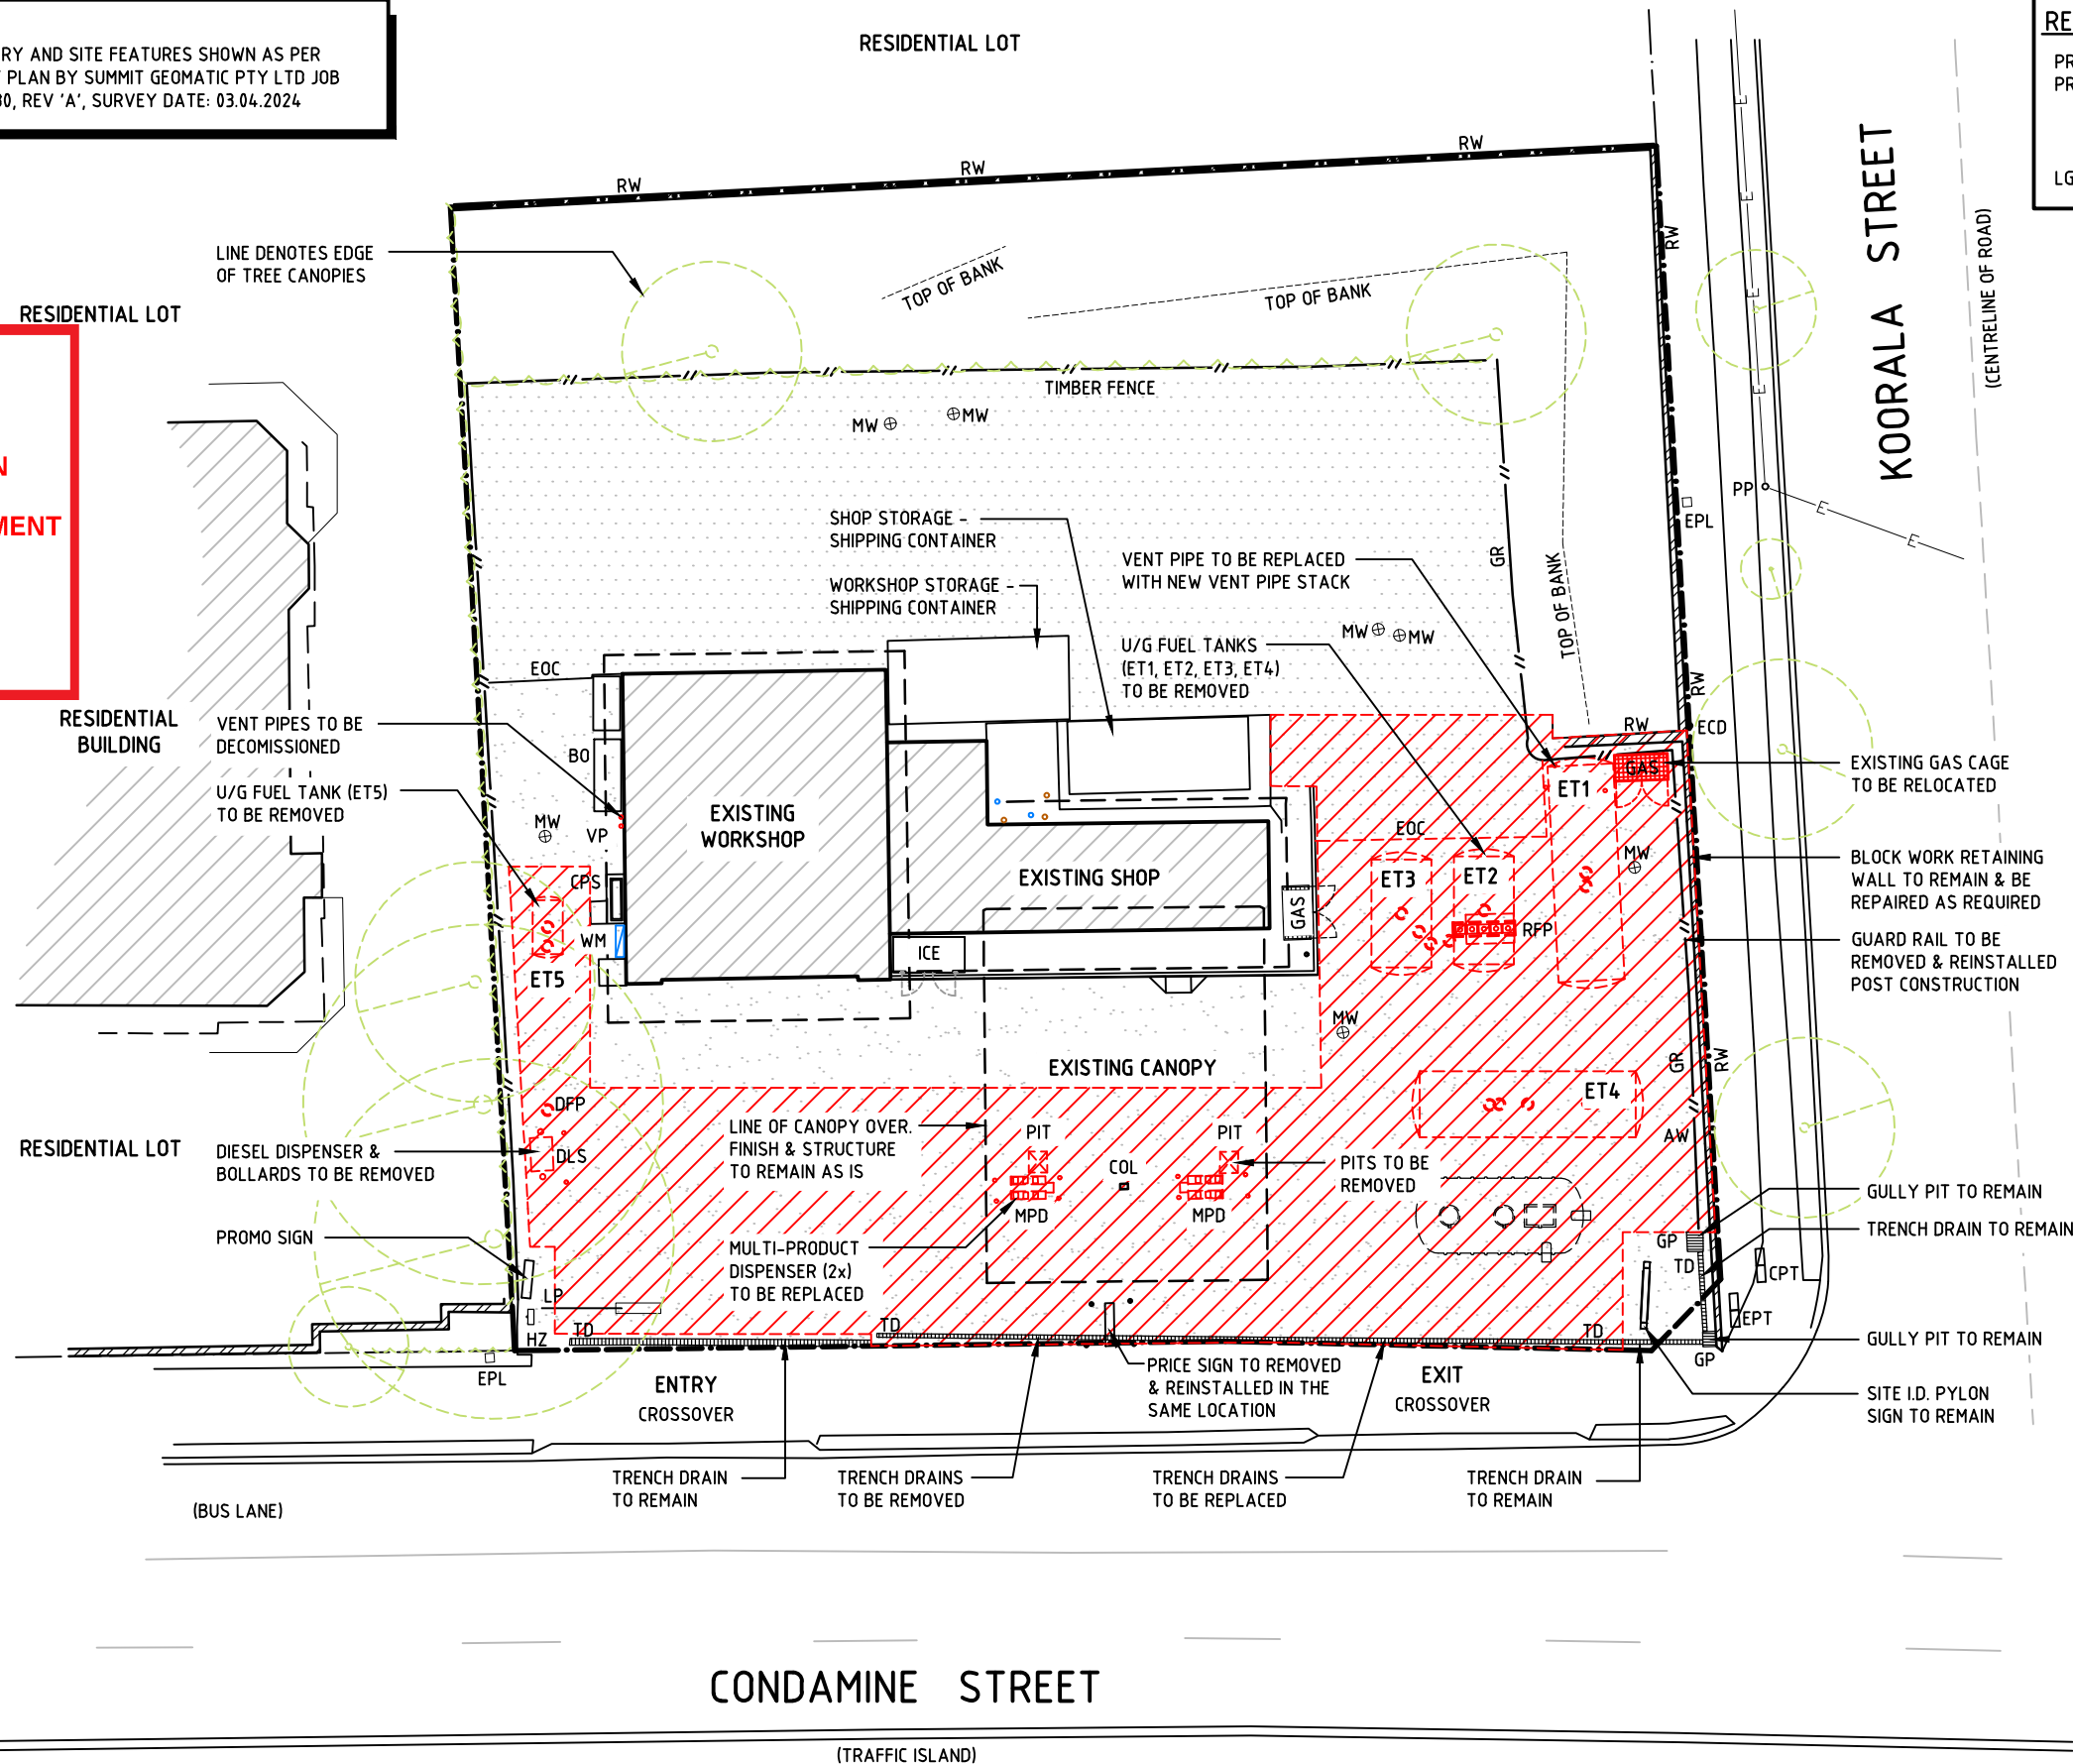 RY AND SITE FEATURES SHOWN AS PER
PLAN BY SUMMIT GEOMATIC PTY LTD JOB
REV 'A', SURVEY DATE: 03.04.2024
RESIDENTIAL LOT
RE
PR
PR
LG
KOORALA STREET
(CENTRELINE OF ROAD)
RW
RW
RW
RW
LINE DENOTES EDGE
OF TREE CANOPIES
TOP OF BANK
TOP OF BANK
RESIDENTIAL LOT
TIMBER FENCE
MW
MW
N
MENT
PP
E
E
E
E
E
E
EPL
SHOP STORAGE -
SHIPPING CONTAINER
VENT PIPE TO BE REPLACED
WITH NEW VENT PIPE STACK
GR
WORKSHOP STORAGE -
SHIPPING CONTAINER
TOP OF BANK
MW
MW
U/G FUEL TANKS
(ET1, ET2, ET3, ET4)
TO BE REMOVED
EOC
RW
RESIDENTIAL
BUILDING
VENT PIPES TO BE
DECOMISSIONED
RW
ECD
BO
GAS
EXISTING GAS CAGE
TO BE RELOCATED
U/G FUEL TANK (ET5)
TO BE REMOVED
ET1
MW
VP
EXISTING
WORKSHOP
EOC
MW
BLOCK WORK RETAINING
WALL TO REMAIN & BE
REPAIRED AS REQUIRED
CPS
EXISTING SHOP
ET3
ET2
GAS
RFP
WM
ICE
GUARD RAIL TO BE
REMOVED & REINSTALLED
POST CONSTRUCTION
ET5
MW
EXISTING CANOPY
GR
RW
ET4
DFP
LINE OF CANOPY OVER.
FINISH & STRUCTURE
TO REMAIN AS IS
PIT
PIT
AW
RESIDENTIAL LOT
DIESEL DISPENSER &
BOLLARDS TO BE REMOVED
DLS
COL
PITS TO BE
REMOVED
MPD
MPD
GULLY PIT TO REMAIN
TRENCH DRAIN TO REMAIN
PROMO SIGN
MULTI-PRODUCT
DISPENSER (2x)
TO BE REPLACED
GP
TD
CPT
LP
HZ
TD
TD
TD
EPT
GULLY PIT TO REMAIN
GP
EPL
ENTRY
CROSSOVER
PRICE SIGN TO REMOVED
& REINSTALLED IN THE
SAME LOCATION
EXIT
CROSSOVER
SITE I.D. PYLON
SIGN TO REMAIN
TRENCH DRAIN
TO REMAIN
TRENCH DRAINS
TO BE REMOVED
TRENCH DRAINS
TO BE REPLACED
TRENCH DRAIN
TO REMAIN
(BUS LANE)
CONDAMINE STREET
(TRAFFIC ISLAND)